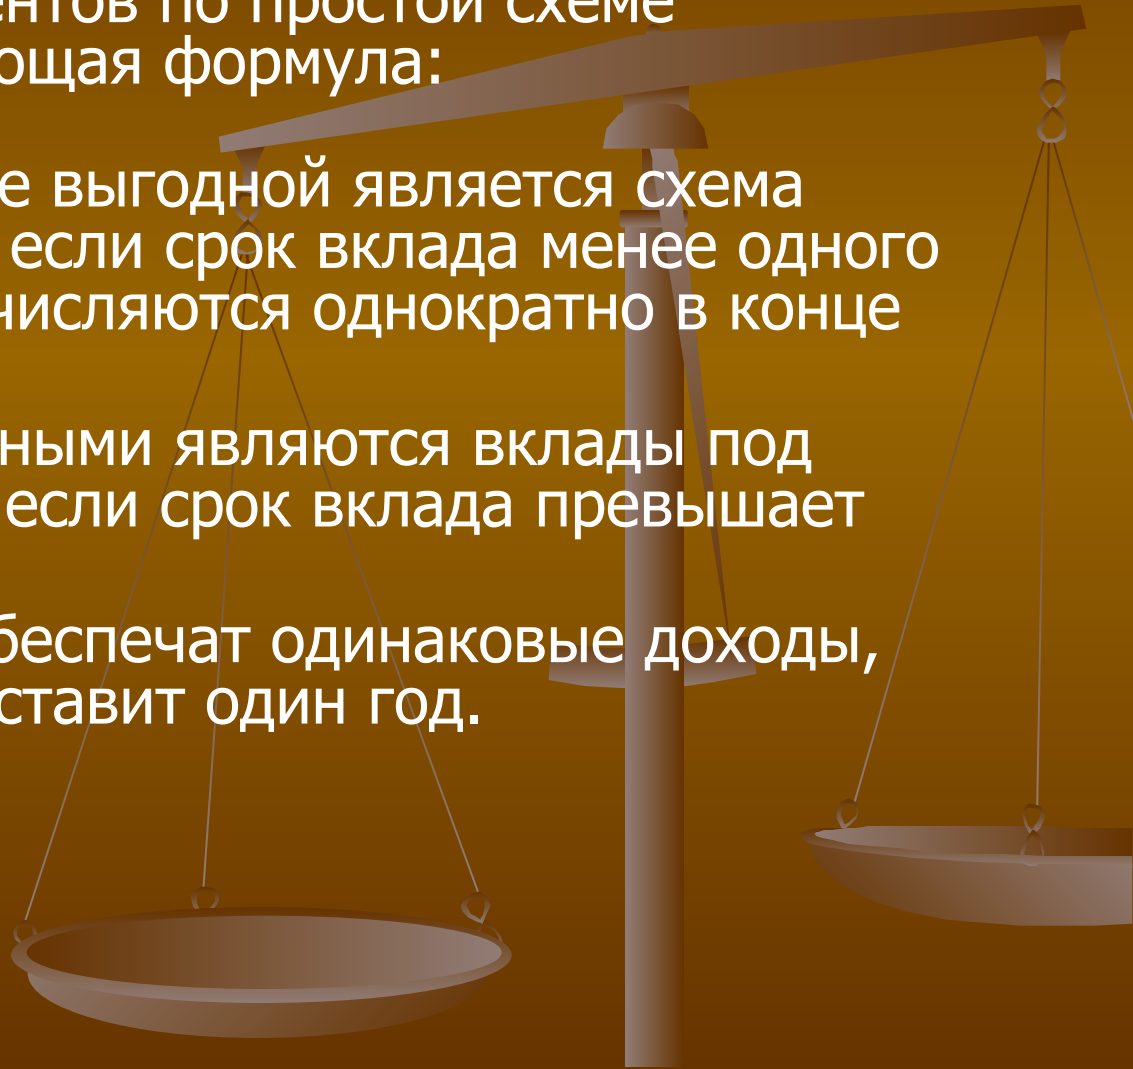 ентов по простой схеме
ющая формула:
е выгодной является схема
если срок вклада менее одного
числяются однократно в конце
ными являются вклады под
если срок вклада превышает
беспечат одинаковые доходы,
ставит один год.